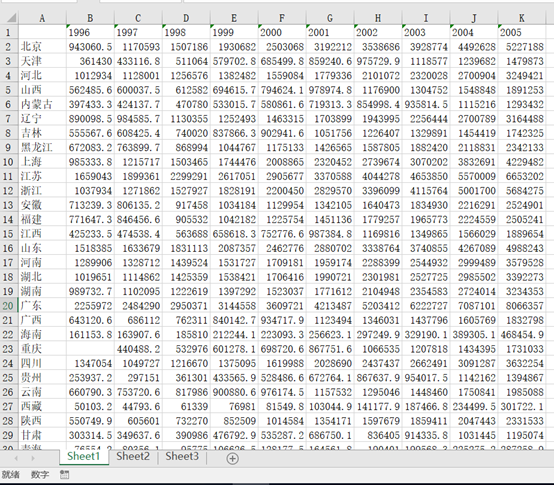 A B C D E F G H I J K
1 1996 1997 1998 1999 2000 2001 2002 2003 2004 2005
2 北京 943060.5 1170593 1507186 1930682 2503068 3192212 3538686 3928774 4492628 5227188
3 天津 361430 433116.8 511064 579702.8 685499.8 859240.6 975729.9 1118577 1239682 1479873
4 河北 1012934 1128001 1256576 1382482 1559084 1779336 2101072 2320028 2700904 3249421
5 山西 562485.6 600037.5 612582 694615.7 794624.1 978974.8 1176900 1304752 1548848 1891253
6 内蒙古 397433.3 424137.7 470780 533015.7 580861.6 719313.3 854998.4 935814.5 1115216 1293432
7 辽宁 890098.5 984585.7 1130355 1252493 1463315 1703899 1943995 2256444 2700789 3164488
8 吉林 555567.6 608425.4 740020 837866.3 902941.6 1051756 1226407 1329891 1454419 1742325
9 黑龙江 672083.2 763899.7 868994 1044767 1175133 1426565 1587805 1882420 2118831 2342133
10 上海 985333.8 1215717 1503465 1744476 2008865 2320452 2739674 3070202 3832691 4229482
11 江苏 1659043 1899361 2299291 2617051 2905677 3370588 4044278 4653850 5570009 6653202
12 浙江 1037934 1271862 1527927 1828191 2200450 2829570 3396099 4115764 5001700 5684275
13 安徽 713239.3 806135.2 917458 1034184 1129954 1342105 1640473 1834930 2216291 2524901
14 福建 771647.3 846456.6 905532 1042182 1225754 1451136 1779257 1965773 2224559 2505241
15 江西 425233.5 474538.4 563688 658618.3 752776.6 987384.8 1169816 1349865 1566029 1889654
16 山东 1518385 1633679 1831113 2087357 2462776 2880702 3338764 3740855 4267089 4988243
17 河南 1289906 1328712 1439524 1531727 1709181 1959174 2288399 2544932 2999489 3579528
18 湖北 1019651 1114862 1425359 1538421 1706416 1990721 2301981 2527725 2985502 3392273
19 湖南 989732.7 1102095 1222619 1397292 1523037 1771612 2104948 2354583 2724014 3234353
20 广东 2255972 2484290 2950371 3144558 3609721 4213487 5203412 6222727 7087101 8066357
21 广西 643120.6 686112 762311 840142.7 934717.9 1123494 1346031 1437796 1605769 1832798
22 海南 161153.8 163907.6 185810 212244.1 223093.3 256623.1 297249.9 329190.1 389305.1 468454.9
23 重庆 440488.2 532976 601278.1 698720.6 867751.6 1066535 1207818 1434395 1731033
24 四川 1347054 1049727 1216670 1375095 1619988 2028690 2437437 2662491 3091287 3632254
25 贵州 253937.2 297151 361301 433565.9 528486.6 672764.1 867637.9 954017.5 1142162 1394867
26 云南 660790.3 753720.6 817986 900880.6 976174.5 1157532 1295046 1448460 1750841 1985088
27 西藏 50103.2 44793.6 61339 76981 81549.8 103044.9 141177.9 187466.8 234499.5 301722.1
28 陕西 550749.9 605601 732270 852509 1014584 1354171 1597679 1859411 2047443 2331533
29 甘肃 303314.5 349637.6 390986 476792.9 535287.2 686750.1 836405 914335.8 1031445 1195074
Sheet1 Sheet2 Sheet3
就绪 数字